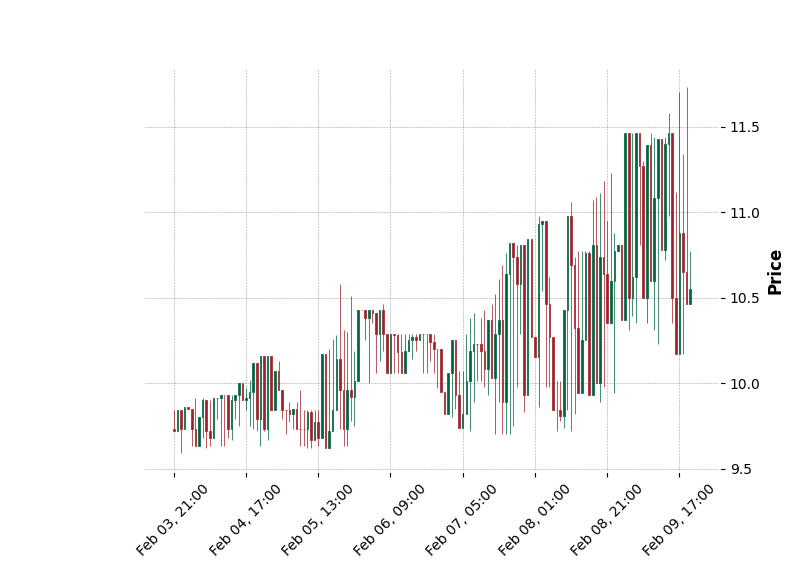 11.5
11.0
10.5
10.0
9.5
Price
Feb 03, 21:00
Feb 04, 17:00
Feb 05, 13:00
Feb 06, 09:00
Feb 07, 05:00
Feb 08, 01:00
Feb 08, 21:00
Feb 09, 17:00